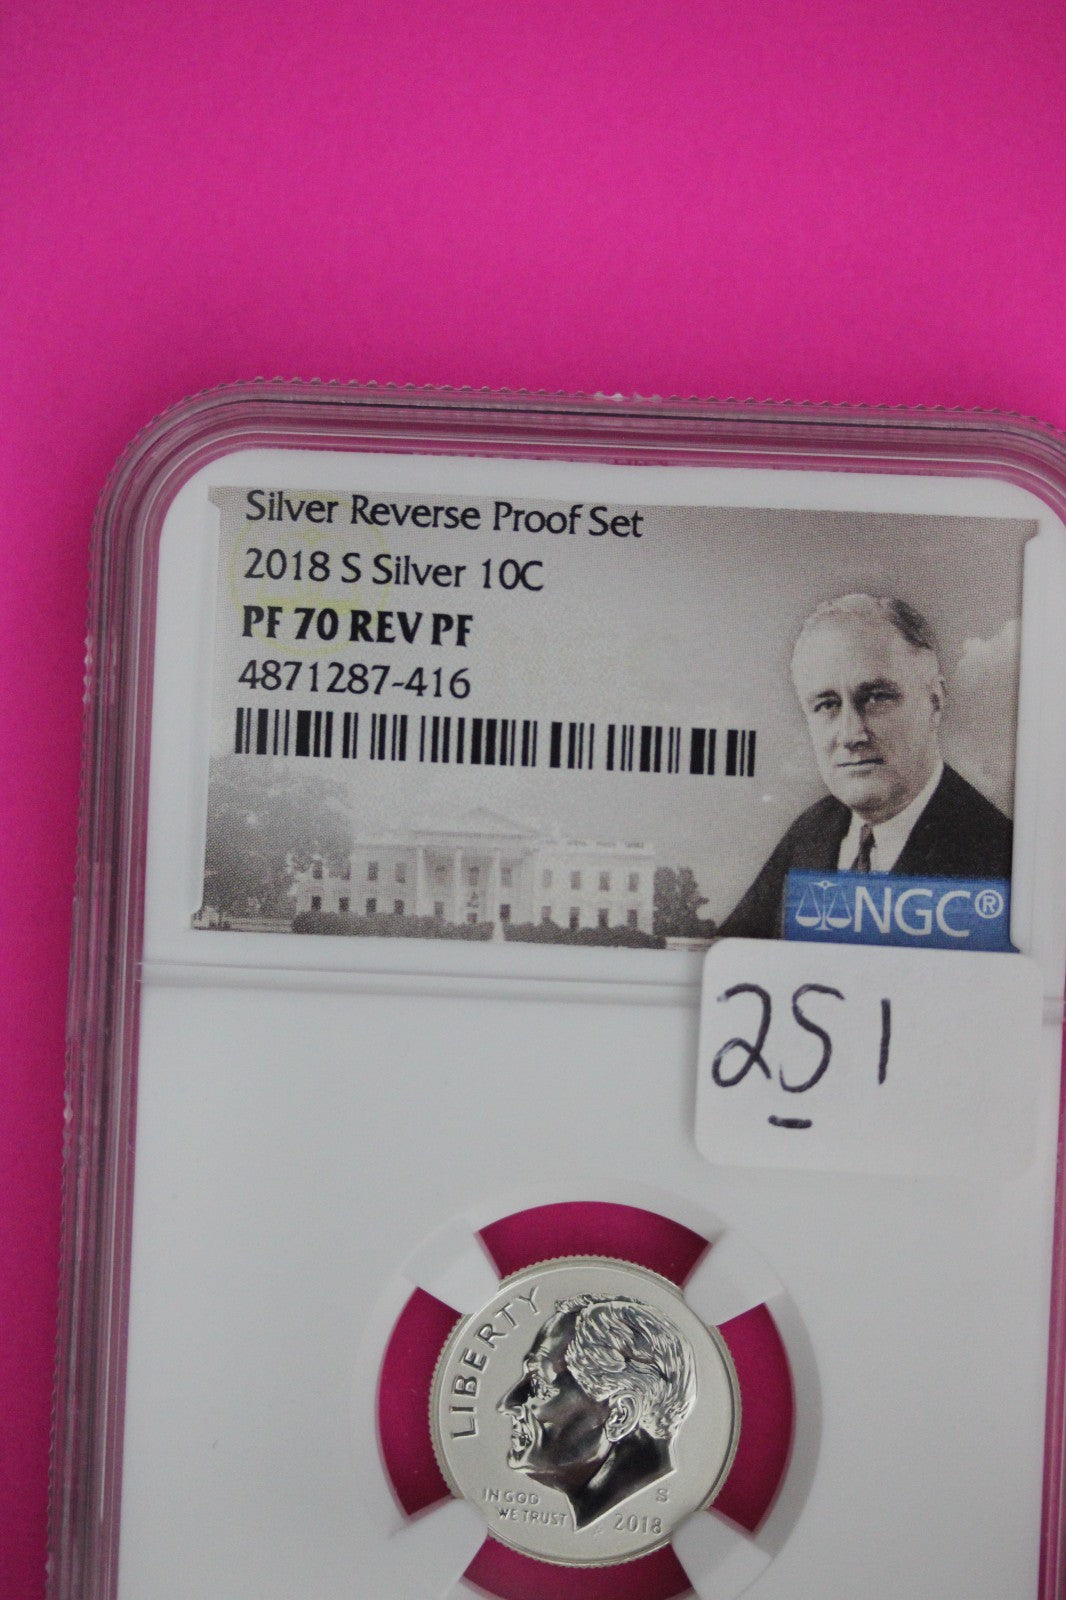 Silver Reverse Proof Set
2018 S Silver 10C
PF 70 REV PF
4871287-416
NGC®
251
LIBERTY
IN GOD
WE TRUST
S
2018